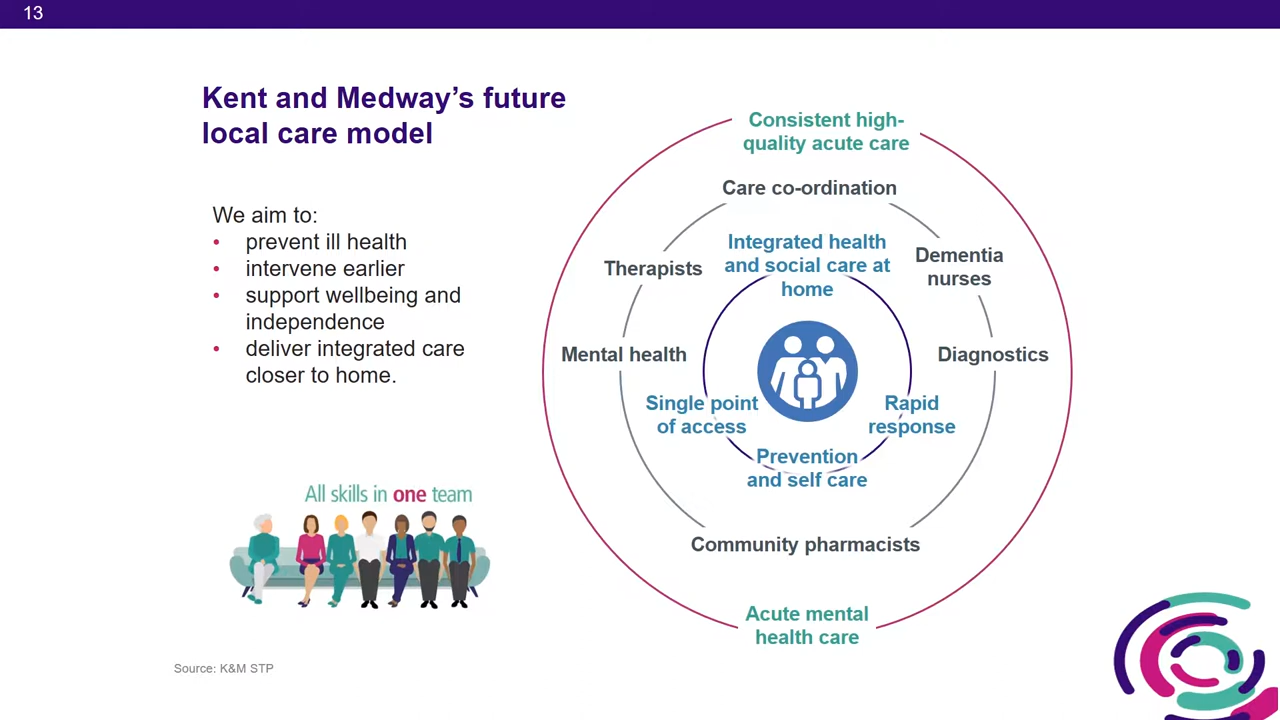 13
Kent and Medway’s future
local care model
We aim to:
• prevent ill health
• intervene earlier
• support wellbeing and
independence
• deliver integrated care
closer to home.
All skills in one team
Source: K&M STP
Consistent high-
quality acute care
Care co-ordination
Integrated health
and social care at
home
Therapists
Dementia
nurses
Mental health
Diagnostics
Single point
of access
Rapid
response
Prevention
and self care
Community pharmacists
Acute mental
health care